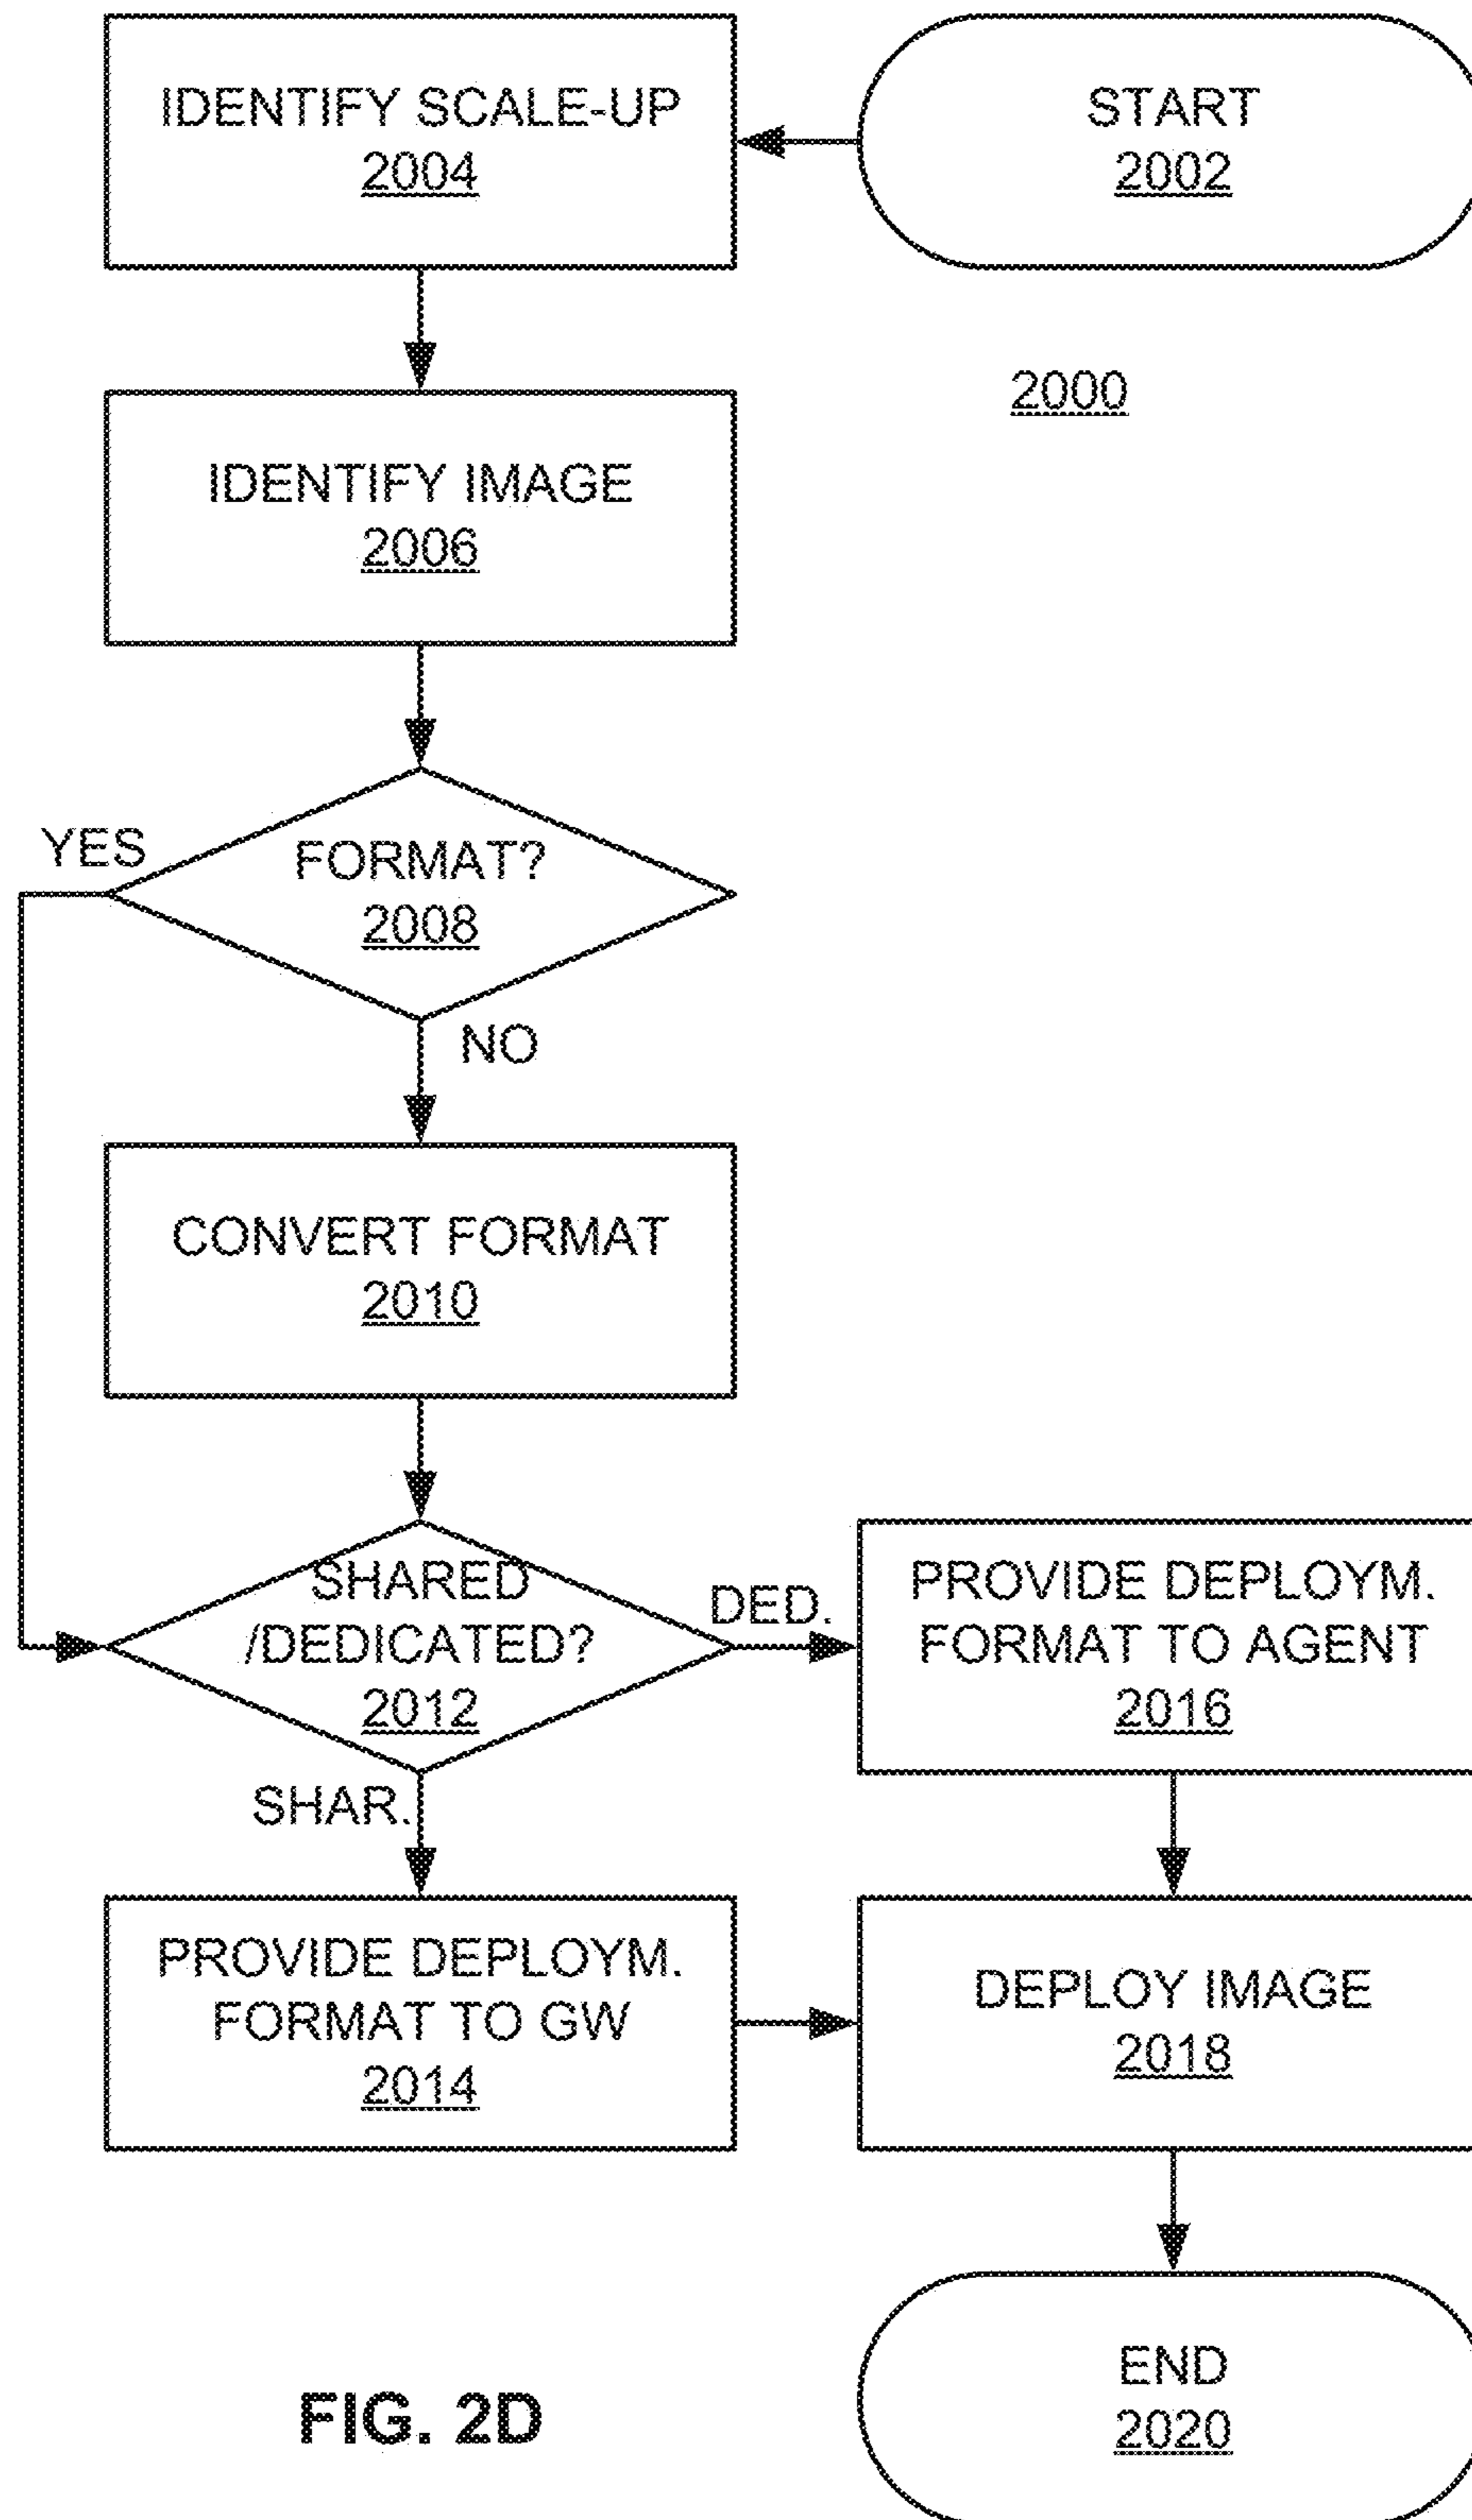 START
2002
IDENTIFY SCALE-UP
2004
2000
IDENTIFY IMAGE
2006
YES
FORMAT?
2008
NO
CONVERT FORMAT
2010
SHARED
/DEDICATED?
2012
DED.
PROVIDE DEPLOYM.
FORMAT TO AGENT
2016
SHAR.
PROVIDE DEPLOYM.
FORMAT TO GW
2014
DEPLOY IMAGE
2018
END
2020
FIG. 2D